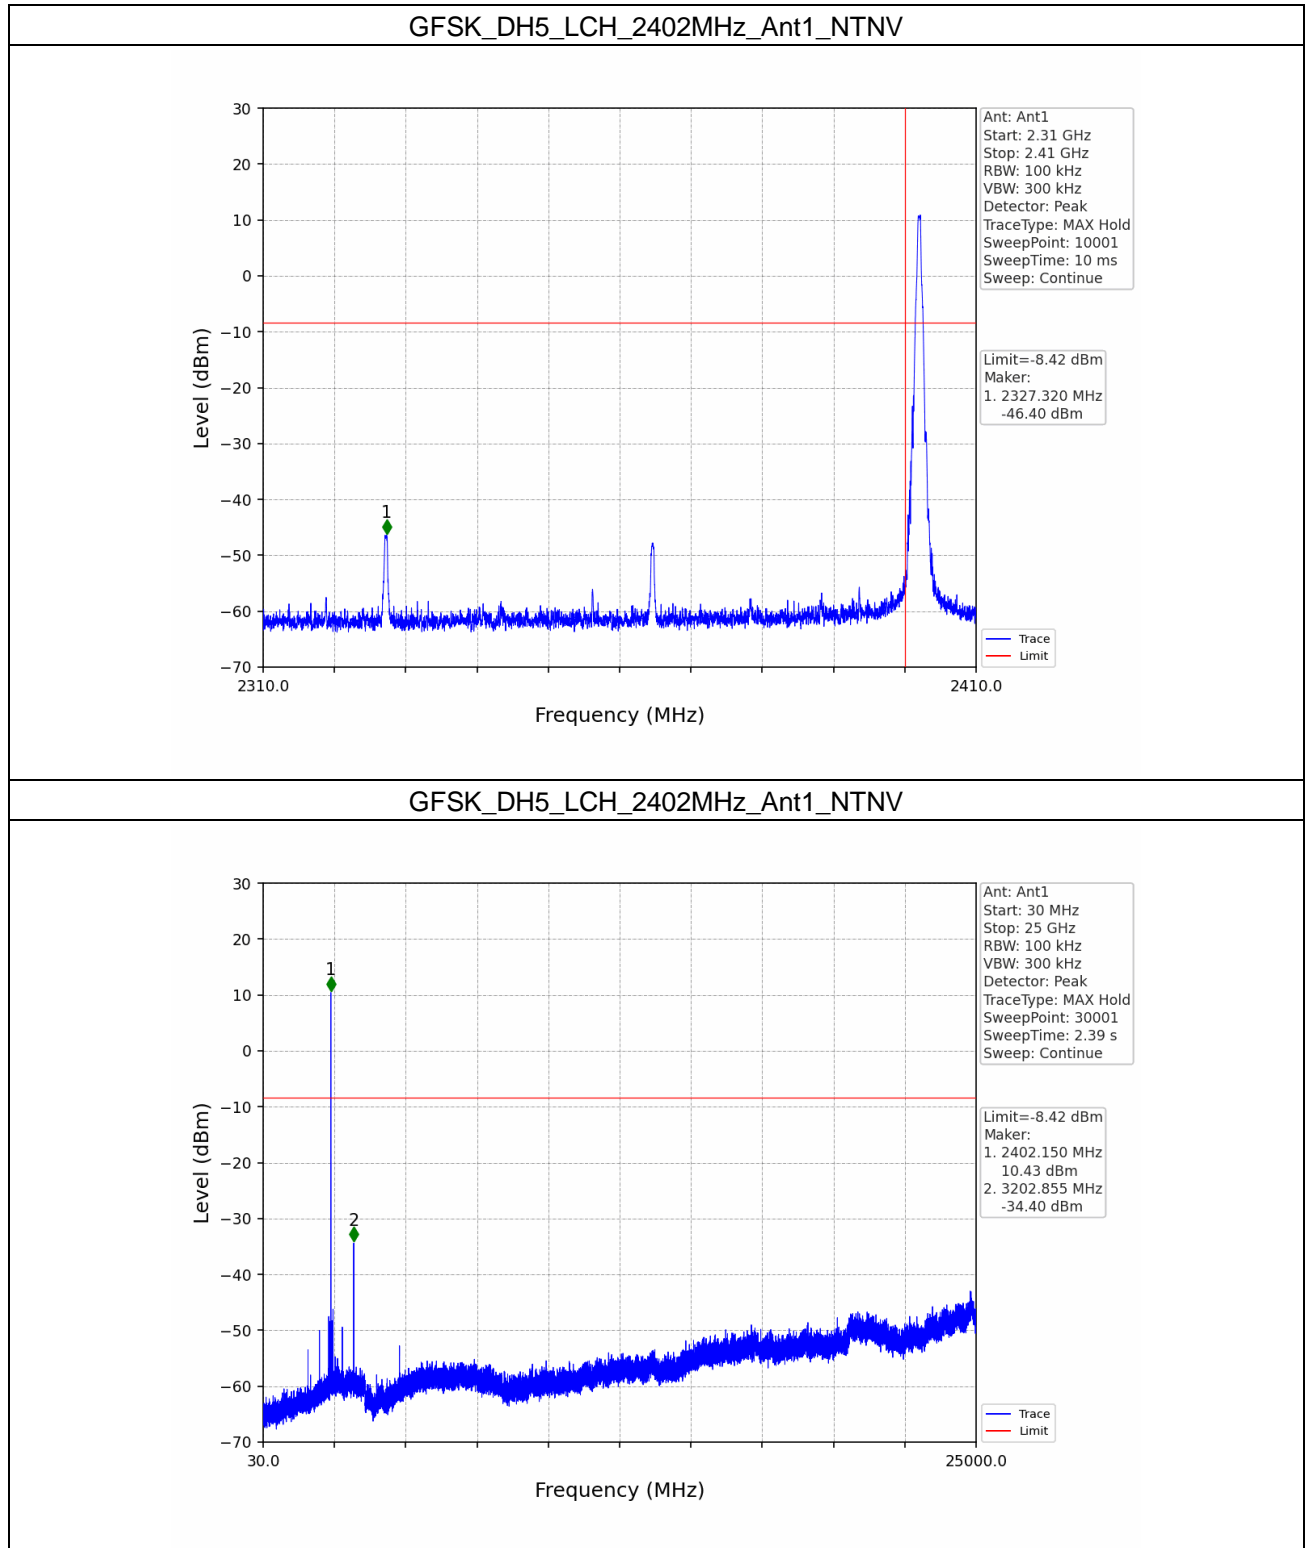 GFSK_DH5_LCH_2402MHz_Ant1_NTNV
30
20
10
0
−10
−20
−30
−40
−50
−60
−70
Level (dBm)
1
2310.0
2410.0
Frequency (MHz)
Ant: Ant1
Start: 2.31 GHz
Stop: 2.41 GHz
RBW: 100 kHz
VBW: 300 kHz
Detector: Peak
TraceType: MAX Hold
SweepPoint: 10001
SweepTime: 10 ms
Sweep: Continue
Limit=-8.42 dBm
Maker:
1. 2327.320 MHz
-46.40 dBm
Trace
Limit
GFSK_DH5_LCH_2402MHz_Ant1_NTNV
30
20
10
0
−10
−20
−30
−40
−50
−60
−70
Level (dBm)
1
2
30.0
25000.0
Frequency (MHz)
Ant: Ant1
Start: 30 MHz
Stop: 25 GHz
RBW: 100 kHz
VBW: 300 kHz
Detector: Peak
TraceType: MAX Hold
SweepPoint: 30001
SweepTime: 2.39 s
Sweep: Continue
Limit=-8.42 dBm
Maker:
1. 2402.150 MHz
10.43 dBm
2. 3202.855 MHz
-34.40 dBm
Trace
Limit